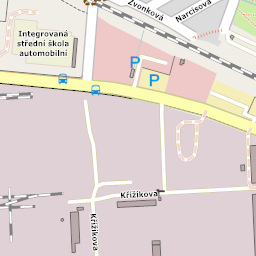 Zvonková
Narcisová
Integrovaná
střední škola
automobilní
P
P
Křižíkova
Křižíkova